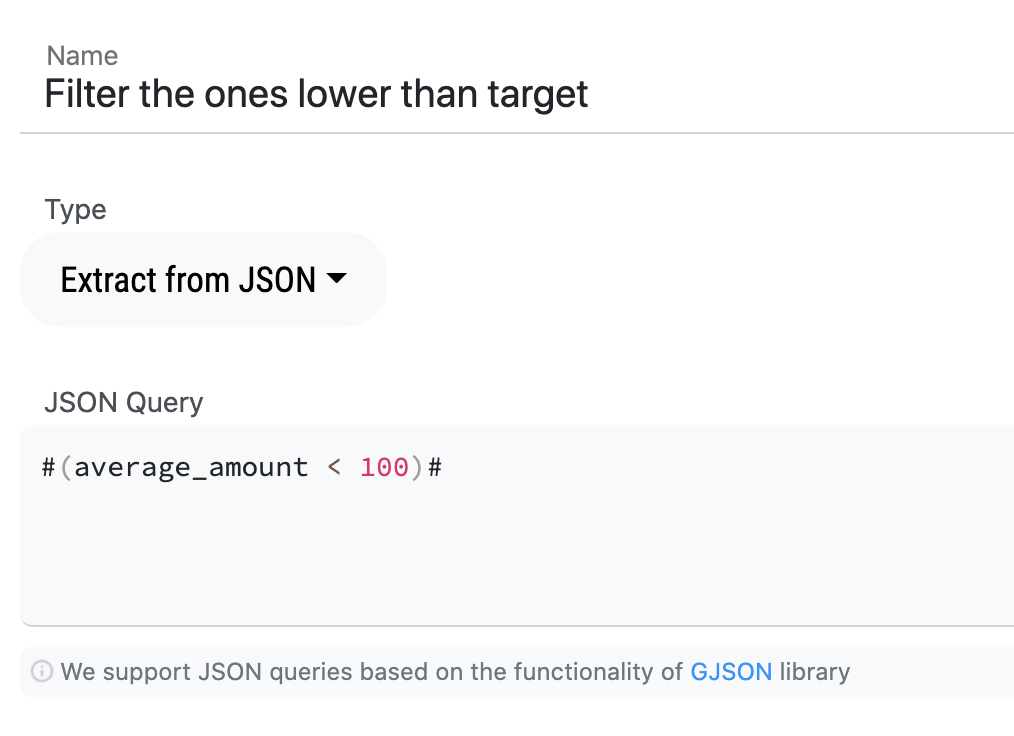 Name
Filter the ones lower than target
Type
Extract from JSON
JSON Query
#(average_amount < 100)#
We support JSON queries based on the functionality of GJSON library